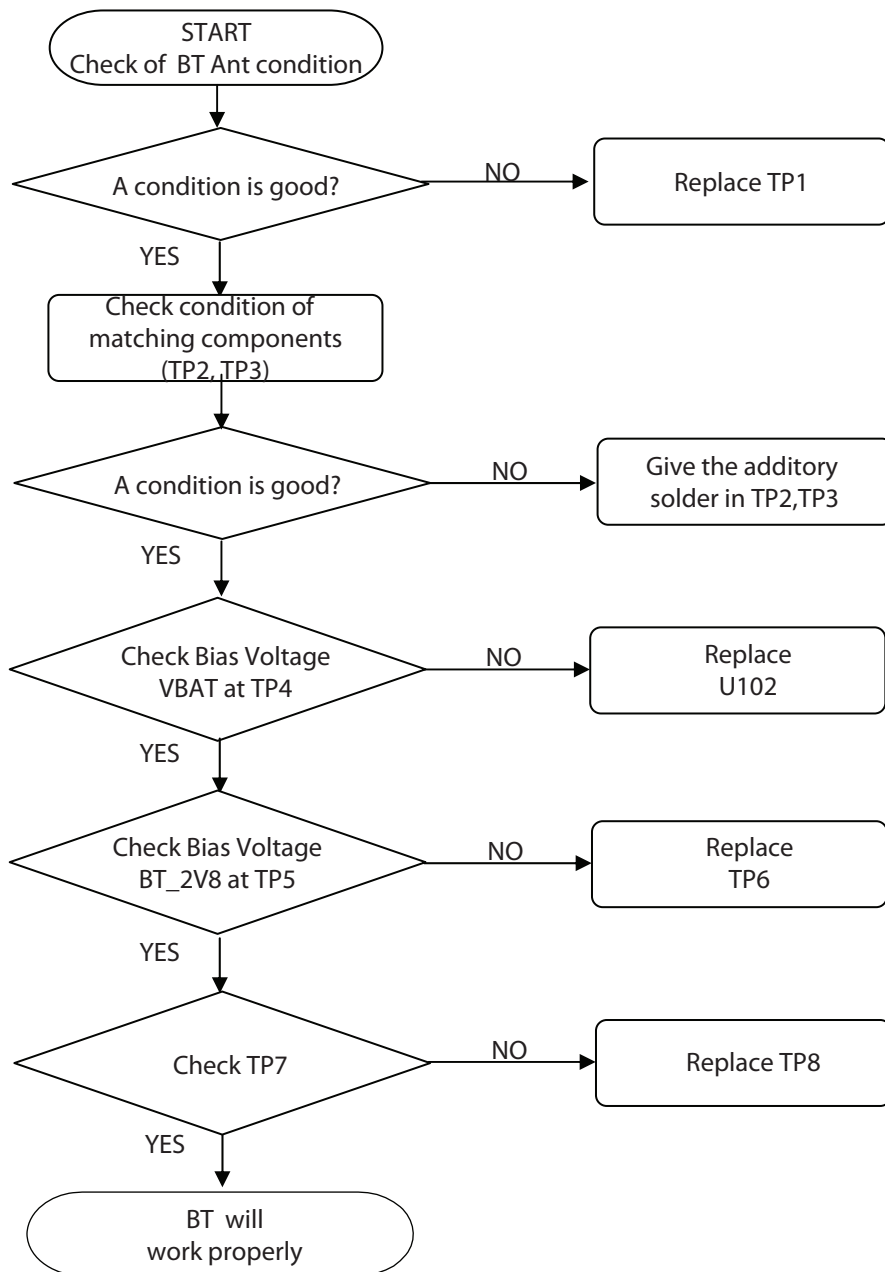 START
Check of BT Ant condition
A condition is good?
NO
Replace TP1
YES
Check condition of
matching components
(TP2, TP3)
A condition is good?
NO
Give the additory
solder in TP2,TP3
YES
Check Bias Voltage
VBAT at TP4
NO
Replace
U102
YES
Check Bias Voltage
BT_2V8 at TP5
NO
Replace
TP6
YES
Check TP7
NO
Replace TP8
YES
BT will
work properly